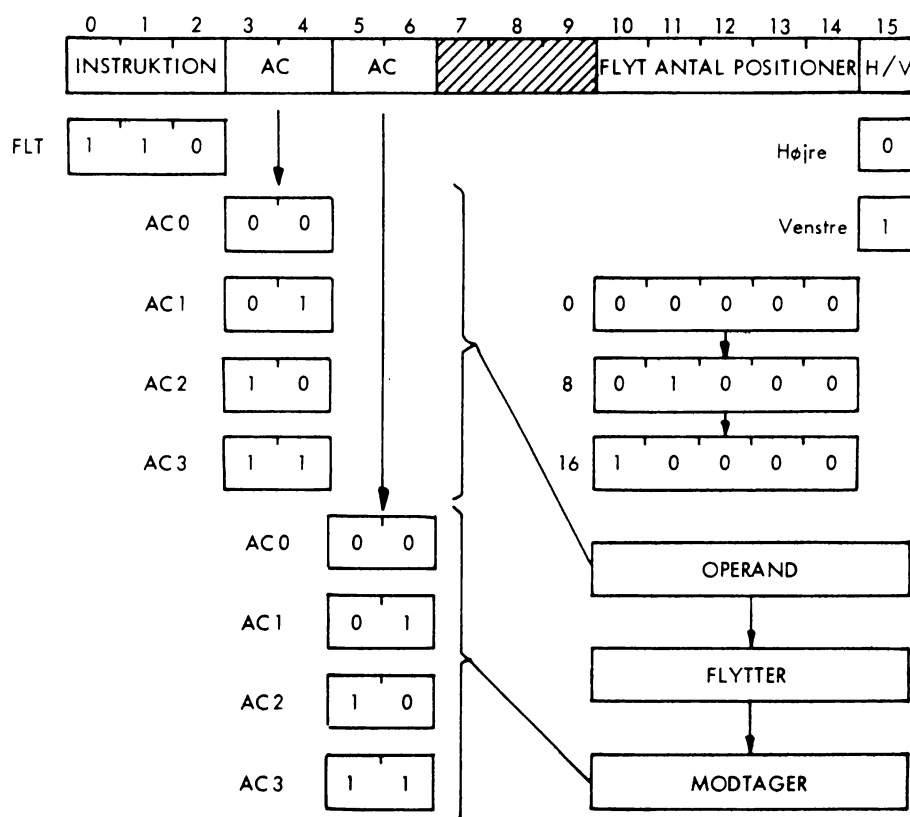 0 1 2 3 4 5 6 7 8 9 10 11 12 13 14 15
INSTRUKTION AC AC FLYT ANTAL POSITIONER H/V
FLT 1 1 0
Højre 0
AC0 0 0
Venstre 1
AC1 0 1
0 0 0 0 0 0
AC2 1 0
8 0 1 0 0 0
AC3 1 1
16 1 0 0 0 0
AC0 0 0
OPERAND
AC1 0 1
FLYTTER
AC2 1 0
AC3 1 1
MODTAGER